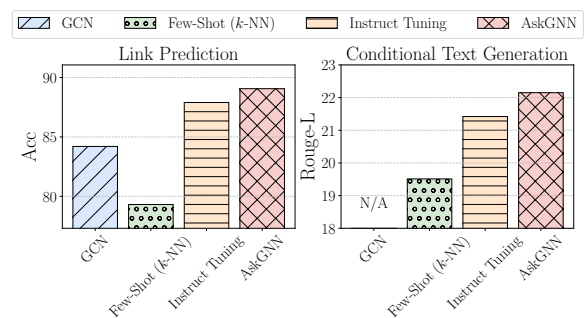 GCN Few-Shot (k-NN) Instruct Tuning AskGNN
Link Prediction
Acc
90
85
80
GCN
Few-Shot (k-NN)
Instruct Tuning
AskGNN
Conditional Text Generation
Rouge-L
23
22
21
20
19
18
N/A
GCN
Few-Shot (k-NN)
Instruct Tuning
AskGNN